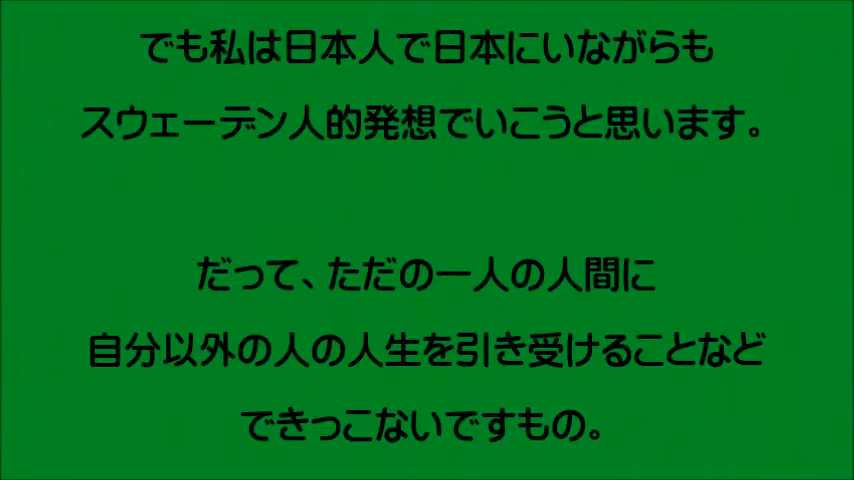 でも私は日本人で日本にいながらも
スウェーデン人的発想でいこうと思います。
だって、ただの一人の人間に
自分以外の人の人生を引き受けることなど
できっこないですもの。